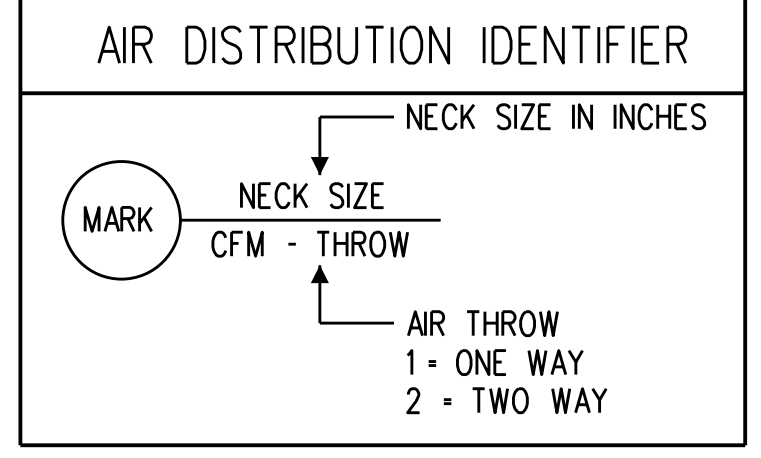 AIR DISTRIBUTION IDENTIFIER
NECK SIZE IN INCHES
NECK SIZE
MARK
CFM - THROW
AIR THROW
1 = ONE WAY
2 = TWO WAY